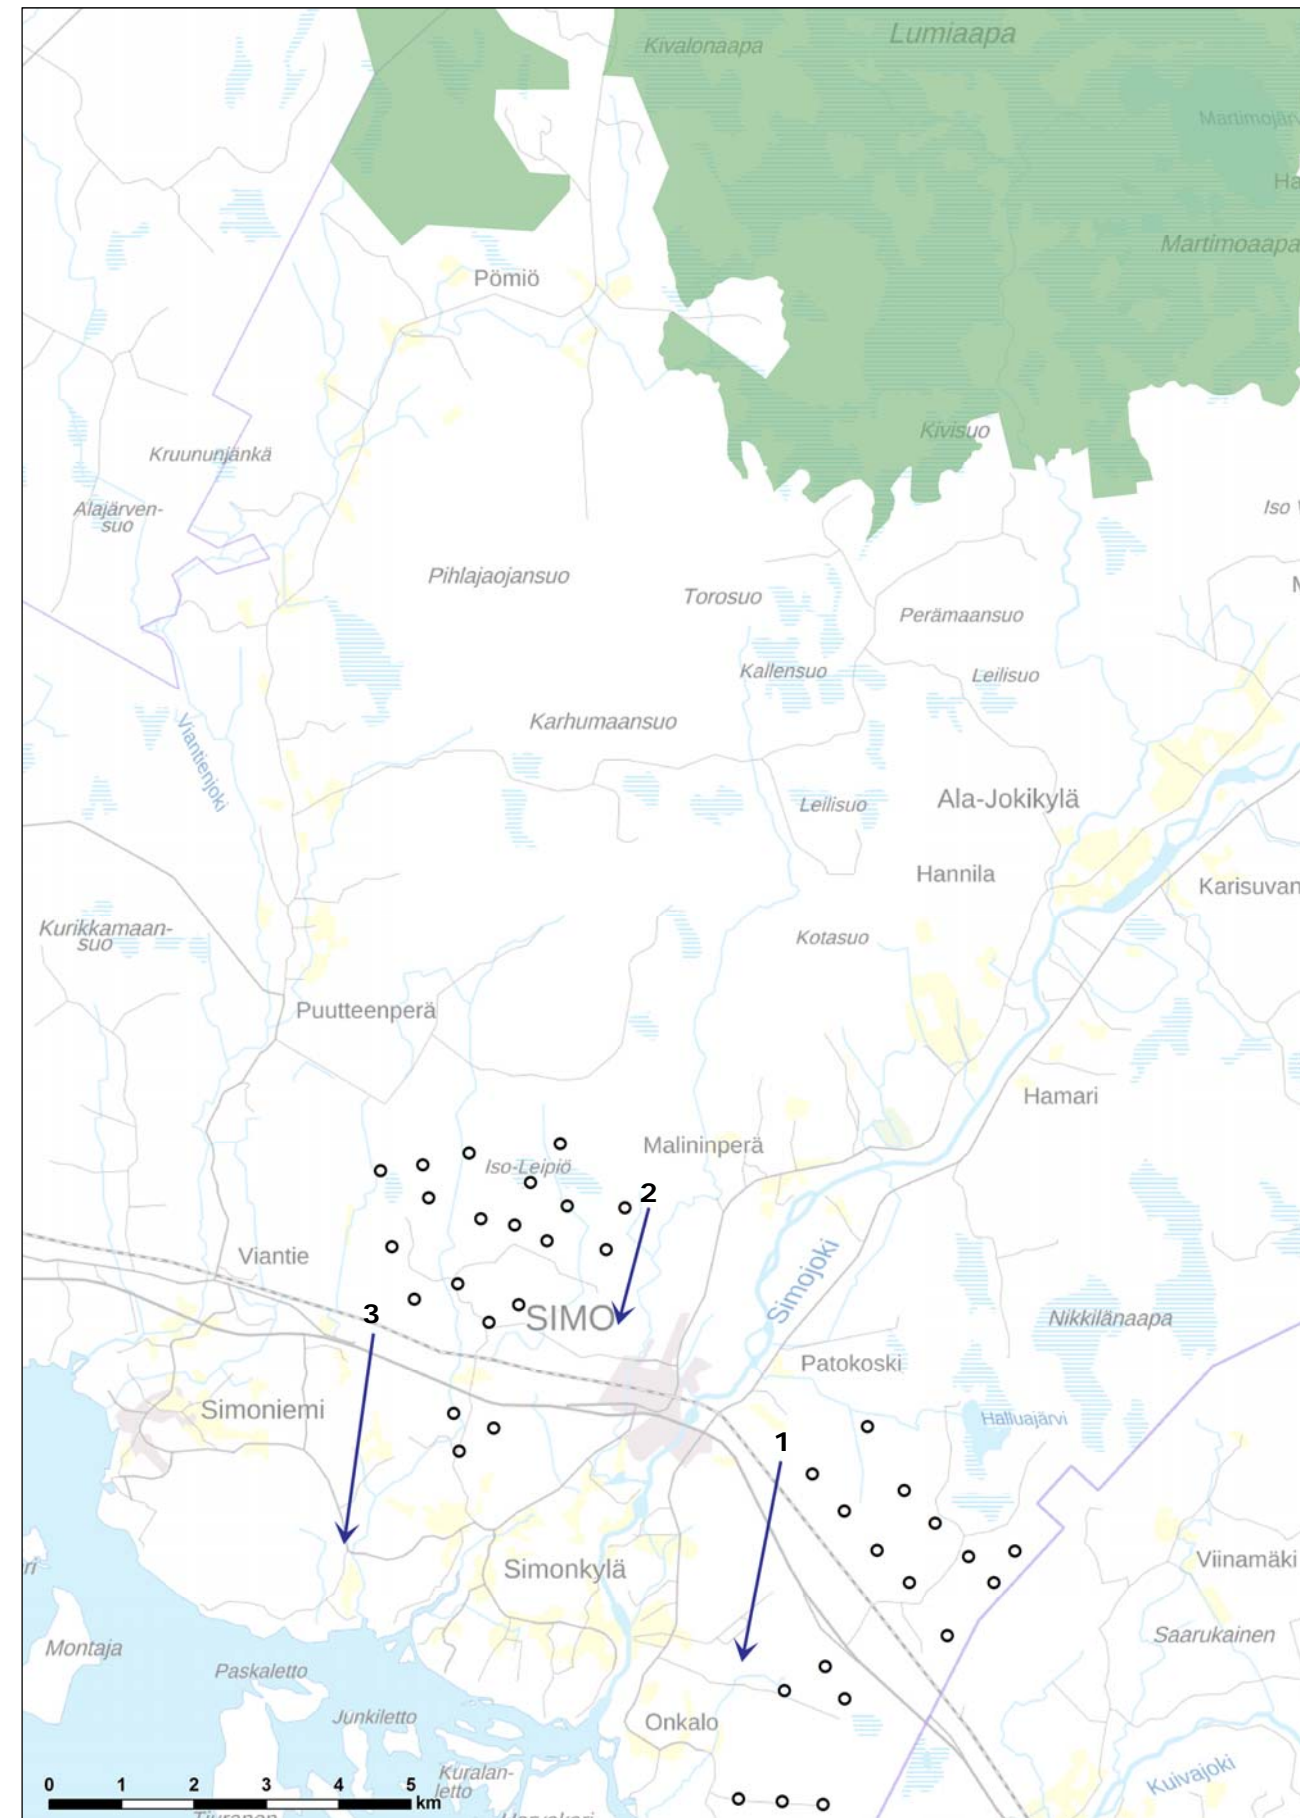 Kivalonaapa
Lumiaapa
Martimojärv
Ha
Martimoaapa
Pömiö
Kivisuo
Kruununjänkä
Alajärven-
suo
Iso
Pihlajaojansuo
Torosuo
Perämaansuo
Kallensuo
Leilisuo
Viantienjoki
Karhumaansuo
Leilisuo
Ala-Jokikylä
Hannila
Karisuvan
Kurikkamaan-
suo
Kotasuo
Puutteenperä
Hamari
Malininperä
Iso-Leipiö
2
Viantie
Simojoki
3
SIMO
Nikkilänaapa
Patokoski
Simoniemi
Halluajärvi
1
Simonkylä
Viinamäki
ri
Montaja
Saarukainen
Paskaletto
Junkiletto
Onkalo
Kuralan-
letto
Kuivajoki
0 1 2 3 4 5
km